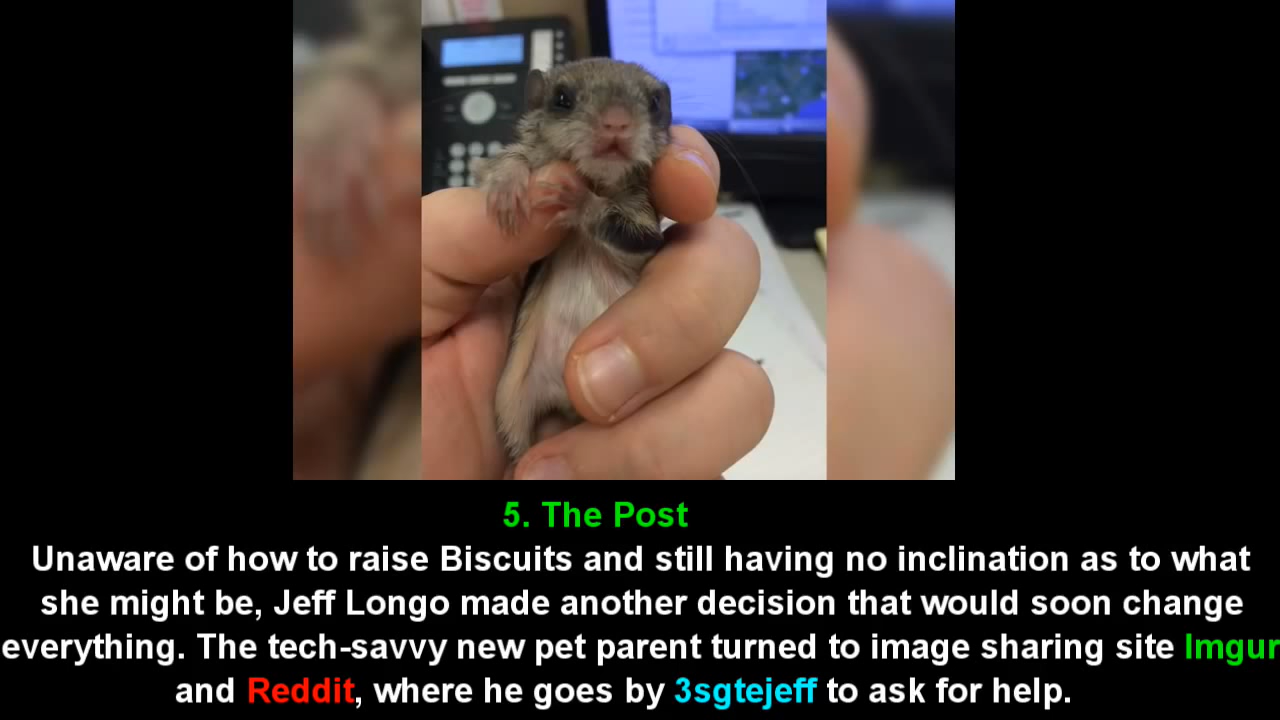 5. The Post
Unaware of how to raise Biscuits and still having no inclination as to what
she might be, Jeff Longo made another decision that would soon change
everything. The tech-savvy new pet parent turned to image sharing site Imgur
and Reddit, where he goes by 3sgtejeff to ask for help.